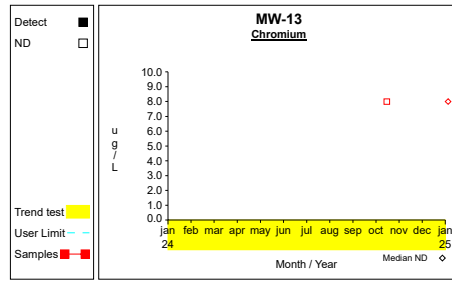 Detect
ND
Trend test
User Limit
Samples
MW-13
Chromium
ug/L
10.0
9.0
8.0
7.0
6.0
5.0
4.0
3.0
2.0
1.0
0.0
jan feb mar apr may jun jul aug sep oct nov dec jan
24 25
Month / Year
Median ND